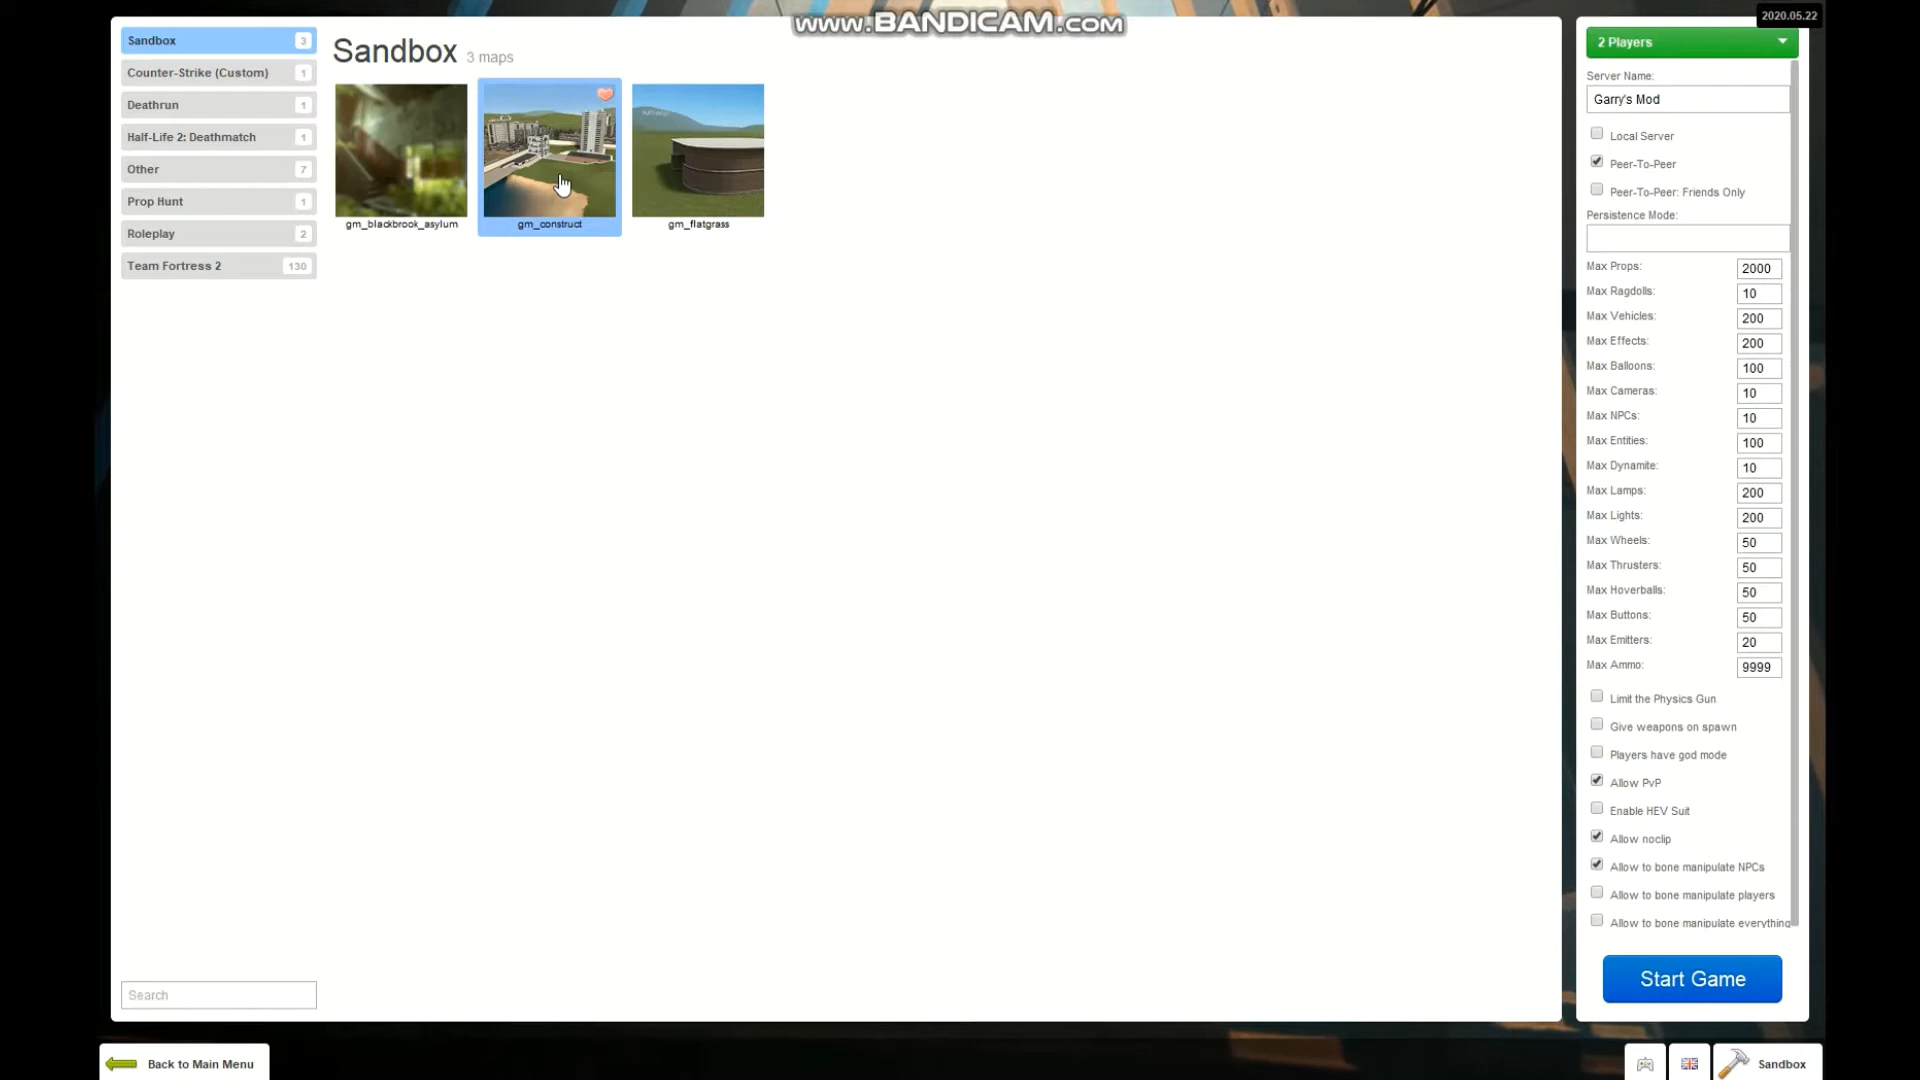 www.BANDICAM.com
2020.05.22
Sandbox 3
Counter-Strike (Custom) 1
Deathrun 1
Half-Life 2: Deathmatch 1
Other 7
Prop Hunt 1
Roleplay 2
Team Fortress 2 130
Search
Sandbox 3 maps
gm_blackbrook_asylum
gm_construct
gm_flatgrass
2 Players
Server Name:
Garry's Mod
Local Server
Peer-To-Peer
Peer-To-Peer: Friends Only
Persistence Mode:
Max Props: 2000
Max Ragdolls: 10
Max Vehicles: 200
Max Effects: 200
Max Balloons: 100
Max Cameras: 10
Max NPCs: 10
Max Entities: 100
Max Dynamite: 10
Max Lamps: 200
Max Lights: 200
Max Wheels: 50
Max Thrusters: 50
Max Hoverballs: 50
Max Buttons: 50
Max Emitters: 20
Max Ammo: 9999
Limit the Physics Gun
Give weapons on spawn
Players have god mode
Allow PvP
Enable HEV Suit
Allow noclip
Allow to bone manipulate NPCs
Allow to bone manipulate players
Allow to bone manipulate everything
Start Game
Back to Main Menu
Sandbox